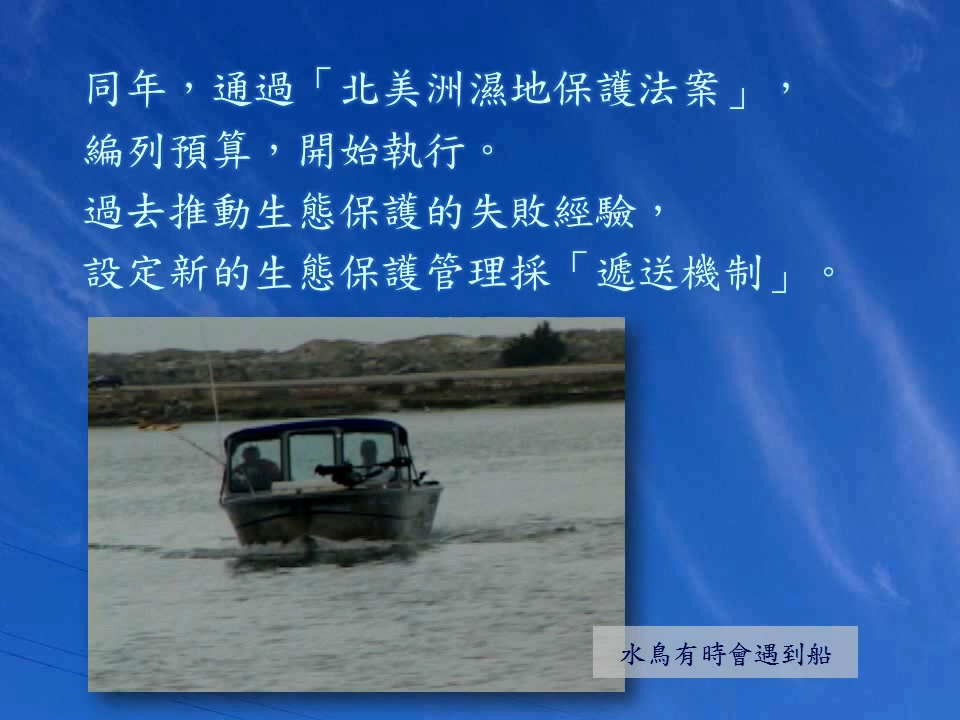 同年，通過「北美洲濕地保護法案」，
編列預算，開始執行。
過去推動生態保護的失敗經驗，
設定新的生態保護管理採「遞送機制」。
水鳥有時會遇到船